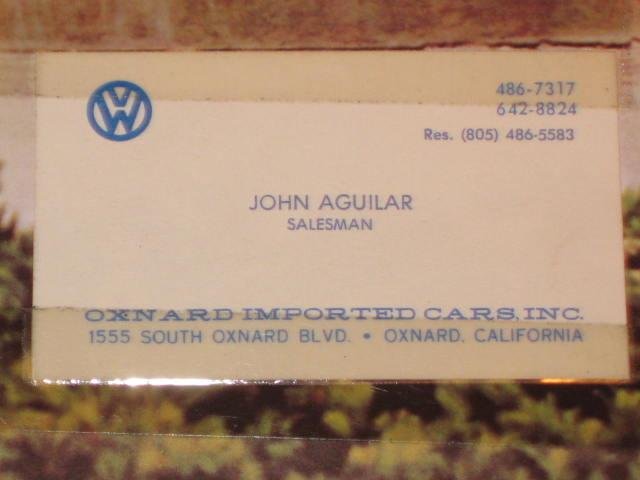 VW
486-7317
642-8824
Res. (805) 486-5583
JOHN AGUILAR
SALESMAN
OXNARD IMPORTED CARS, INC.
1555 SOUTH OXNARD BLVD. • OXNARD, CALIFORNIA